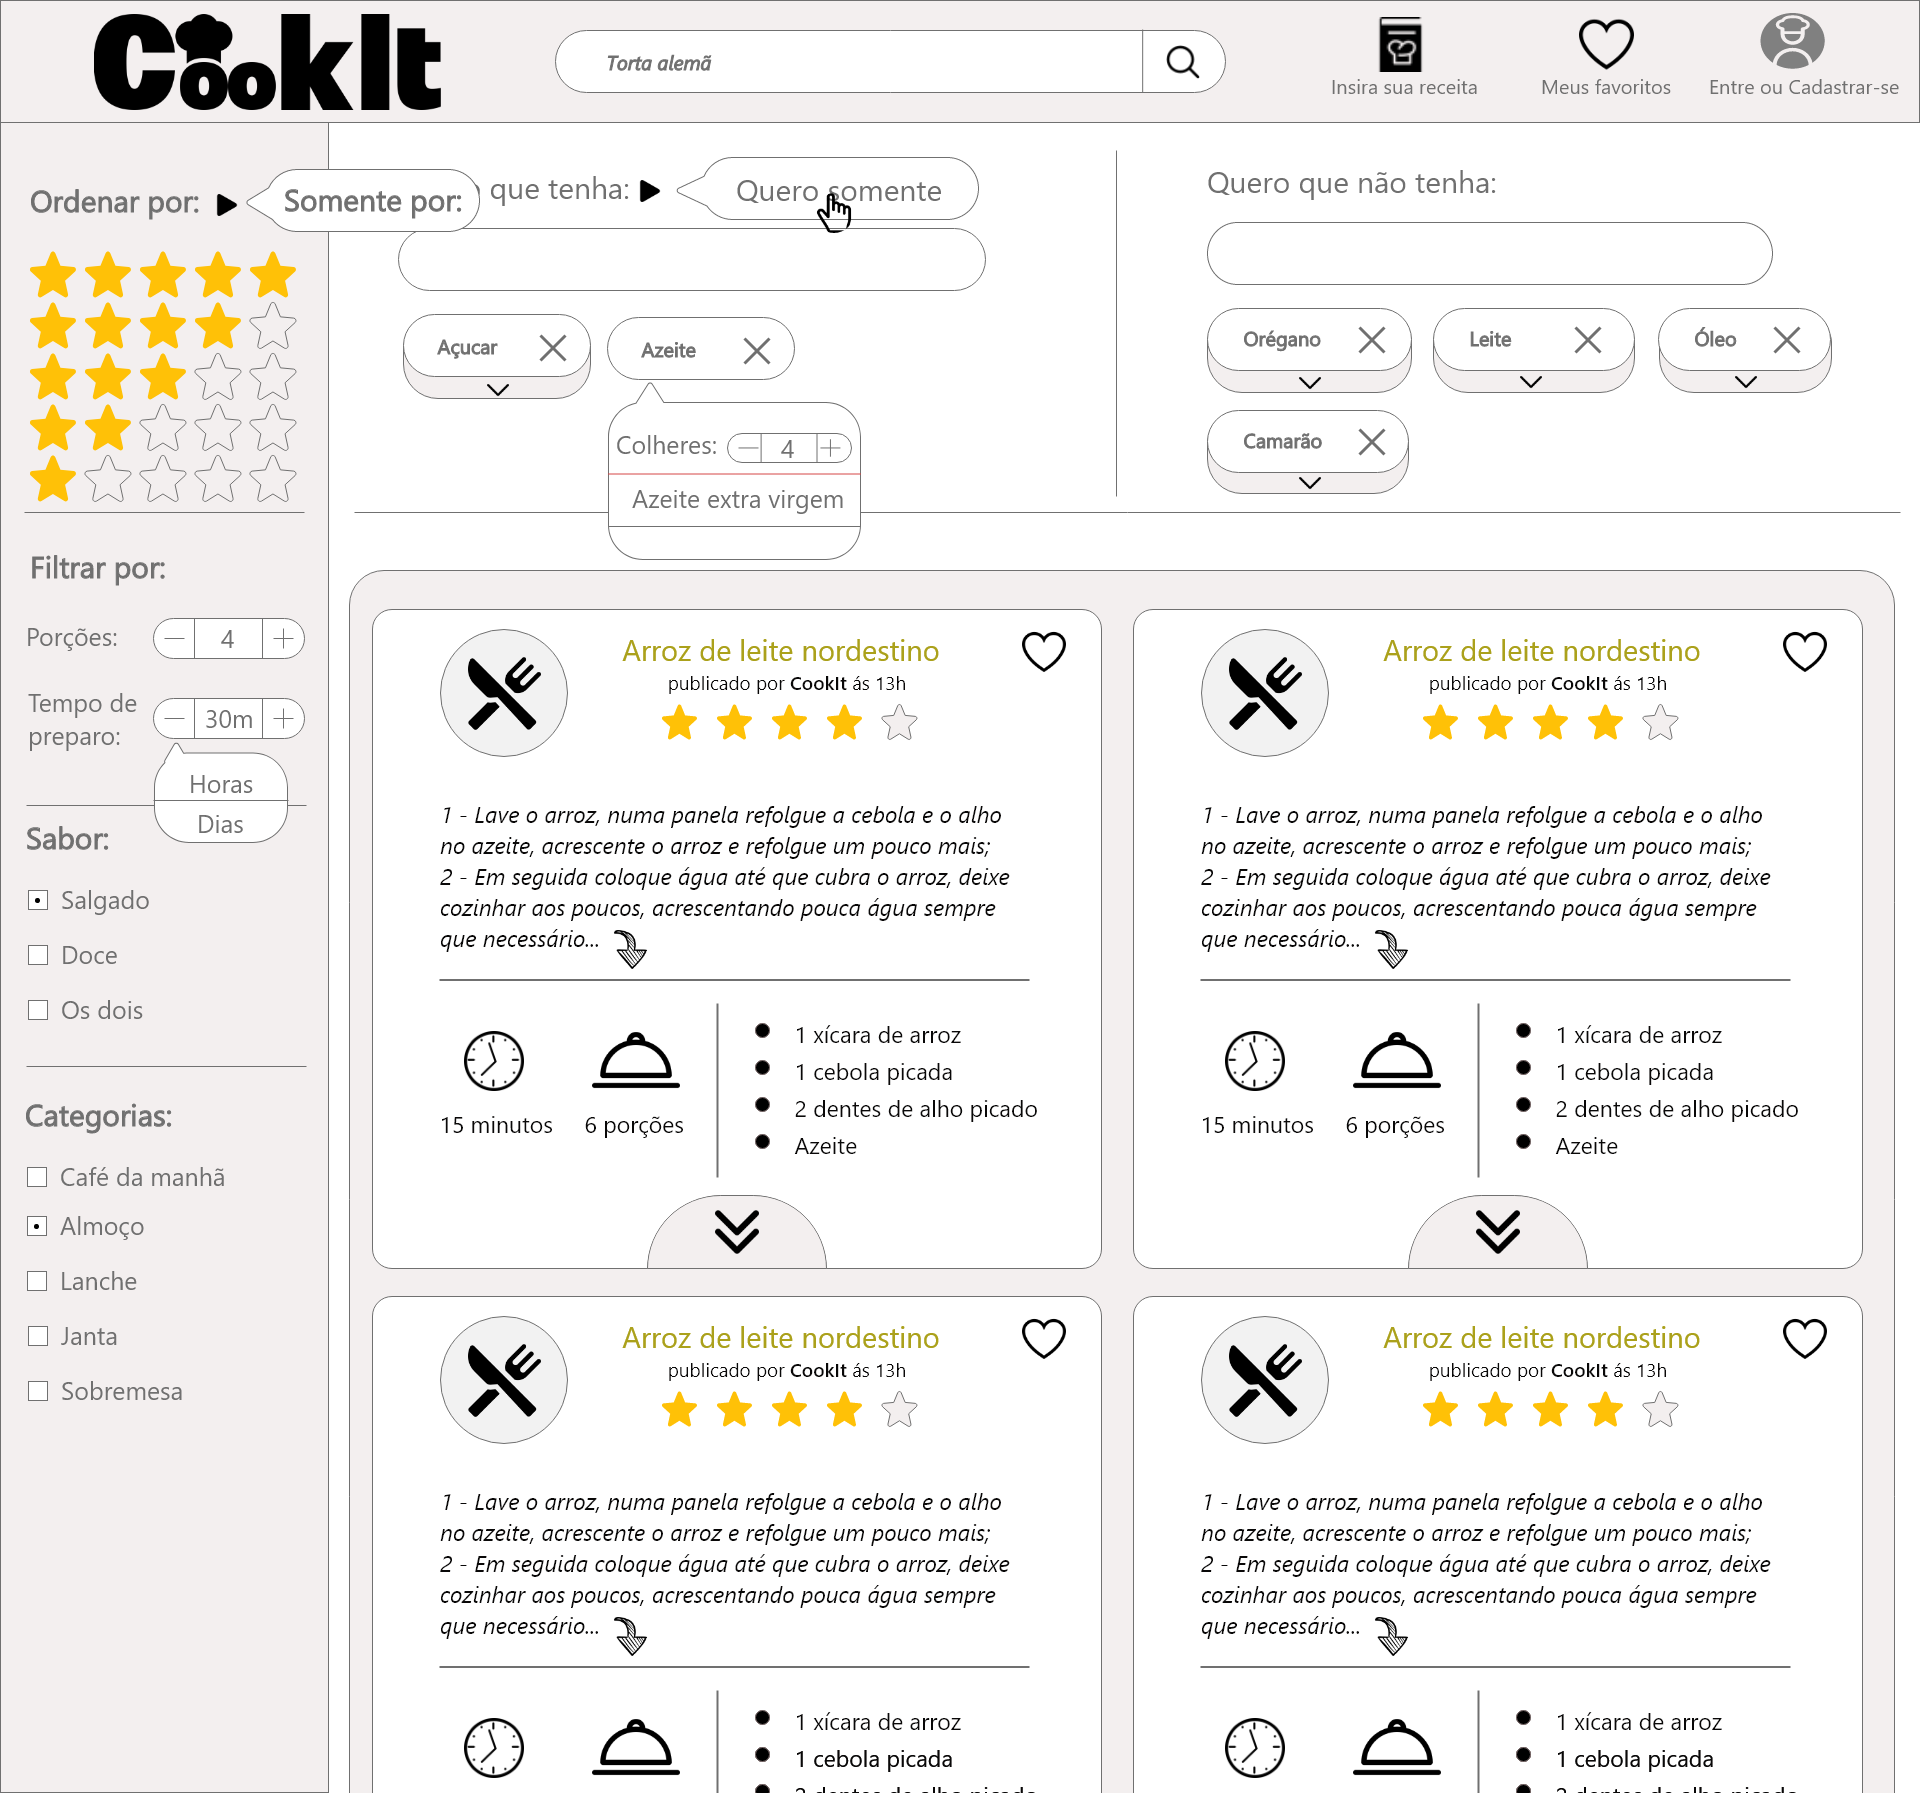 CookIt
Torta alemã
Insira sua receita
Meus favoritos
Entre ou Cadastrar-se
Ordenar por:
Somente por:
que tenha:
Quero somente
Quero que não tenha:
Açucar
Azeite
Colheres: 4
Azeite extra virgem
Orégano
Leite
Óleo
Camarão
Filtrar por:
Porções: 4
Tempo de
preparo:
30m
Horas
Dias
Sabor:
Salgado
Doce
Os dois
Categorias:
Café da manhã
Almoço
Lanche
Janta
Sobremesa
Arroz de leite nordestino
publicado por CookIt ás 13h
1 - Lave o arroz, numa panela refolgue a cebola e o alho
no azeite, acrescente o arroz e refolgue um pouco mais;
2 - Em seguida coloque água até que cubra o arroz, deixe
cozinhar aos poucos, acrescentando pouca água sempre
que necessário...
15 minutos
6 porções
1 xícara de arroz
1 cebola picada
2 dentes de alho picado
Azeite
Arroz de leite nordestino
publicado por CookIt ás 13h
1 - Lave o arroz, numa panela refolgue a cebola e o alho
no azeite, acrescente o arroz e refolgue um pouco mais;
2 - Em seguida coloque água até que cubra o arroz, deixe
cozinhar aos poucos, acrescentando pouca água sempre
que necessário...
15 minutos
6 porções
1 xícara de arroz
1 cebola picada
2 dentes de alho picado
Azeite
Arroz de leite nordestino
publicado por CookIt ás 13h
1 - Lave o arroz, numa panela refolgue a cebola e o alho
no azeite, acrescente o arroz e refolgue um pouco mais;
2 - Em seguida coloque água até que cubra o arroz, deixe
cozinhar aos poucos, acrescentando pouca água sempre
que necessário...
1 xícara de arroz
1 cebola picada
2 dentes de alho picado
Arroz de leite nordestino
publicado por CookIt ás 13h
1 - Lave o arroz, numa panela refolgue a cebola e o alho
no azeite, acrescente o arroz e refolgue um pouco mais;
2 - Em seguida coloque água até que cubra o arroz, deixe
cozinhar aos poucos, acrescentando pouca água sempre
que necessário...
1 xícara de arroz
1 cebola picada
2 dentes de alho picado